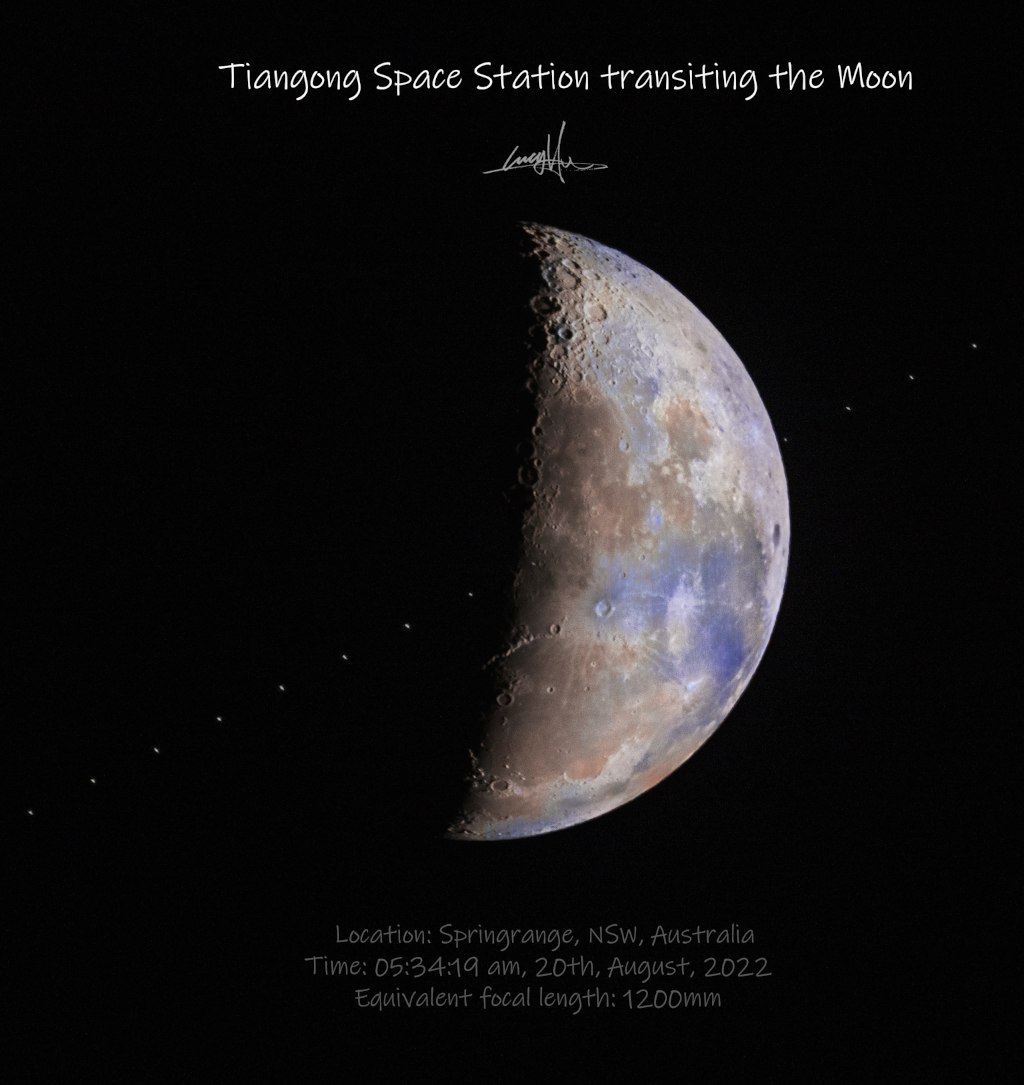 Tiangong Space Station transiting the Moon
Location: Springrange, NSW, Australia
Time: 05:34:19 am, 20th, August, 2022
Equivalent focal length: 1200mm